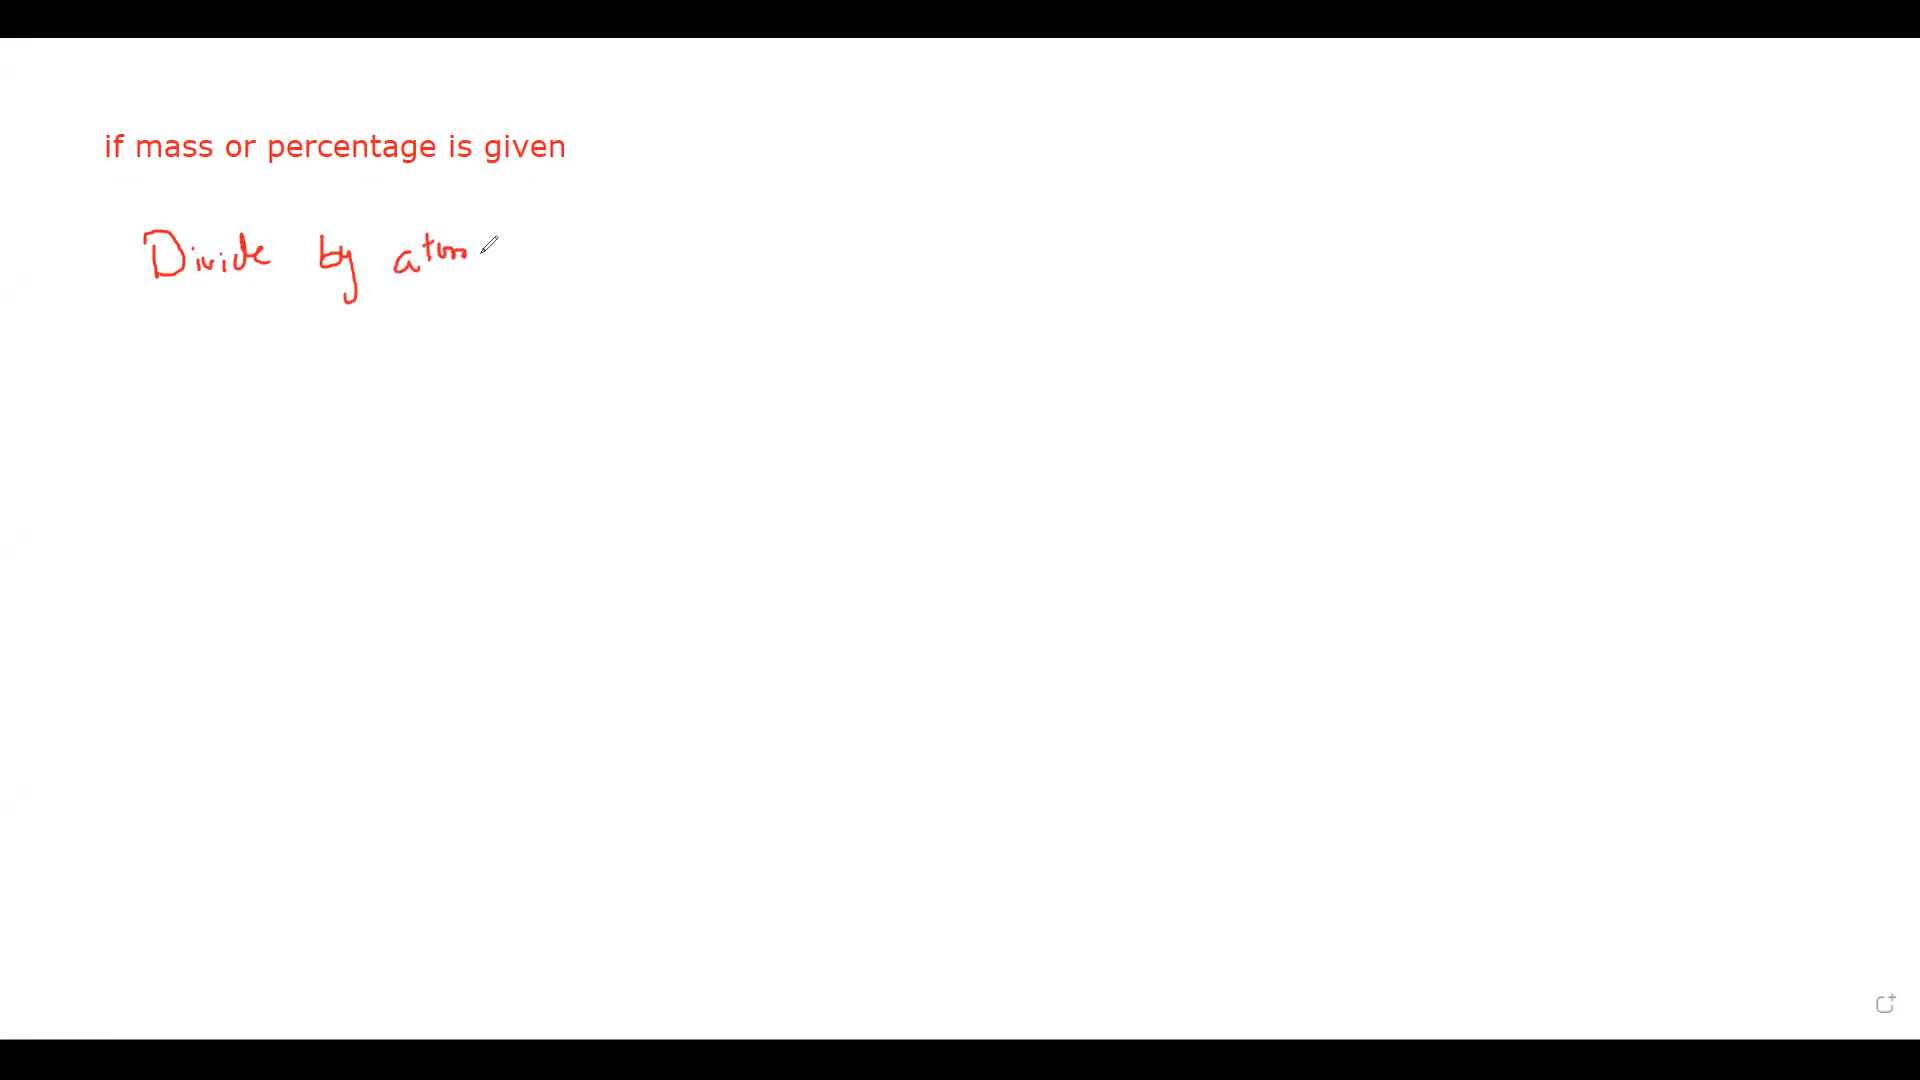 if mass or percentage is given
Divide by atom